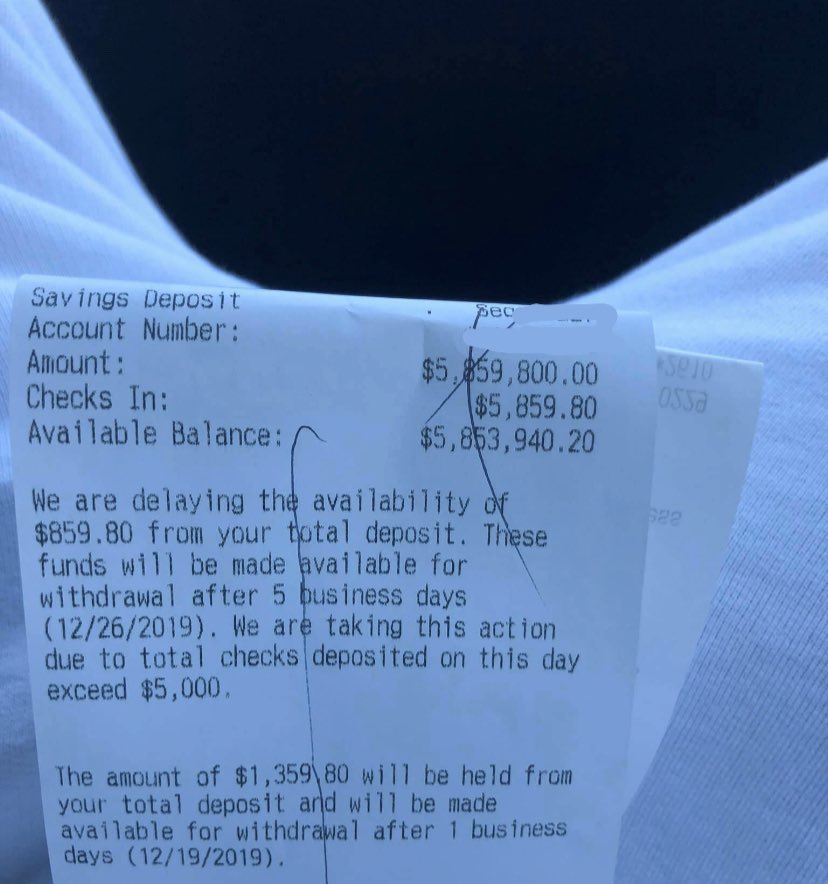 Savings Deposit
Account Number:
Amount: $5,859,800.00
Checks In: $5,859.80
Available Balance: $5,853,940.20
We are delaying the availability of
$859.80 from your total deposit. These
funds will be made available for
withdrawal after 5 business days
(12/26/2019). We are taking this action
due to total checks deposited on this day
exceed $5,000.
The amount of $1,359.80 will be held from
your total deposit and will be made
available for withdrawal after 1 business
days (12/19/2019).